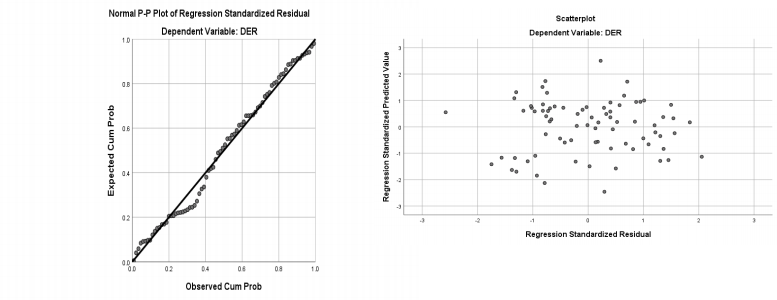 Normal P-P Plot of Regression Standardized Residual
Dependent Variable: DER
1.0
0.8
0.6
0.4
0.2
0.0
0.0 0.2 0.4 0.6 0.8 1.0
Expected Cum Prob
Observed Cum Prob
Scatterplot
Dependent Variable: DER
3
2
1
0
-1
-2
-3
-3 -2 -1 0 1 2 3
Regression Standardized Predicted Value
Regression Standardized Residual